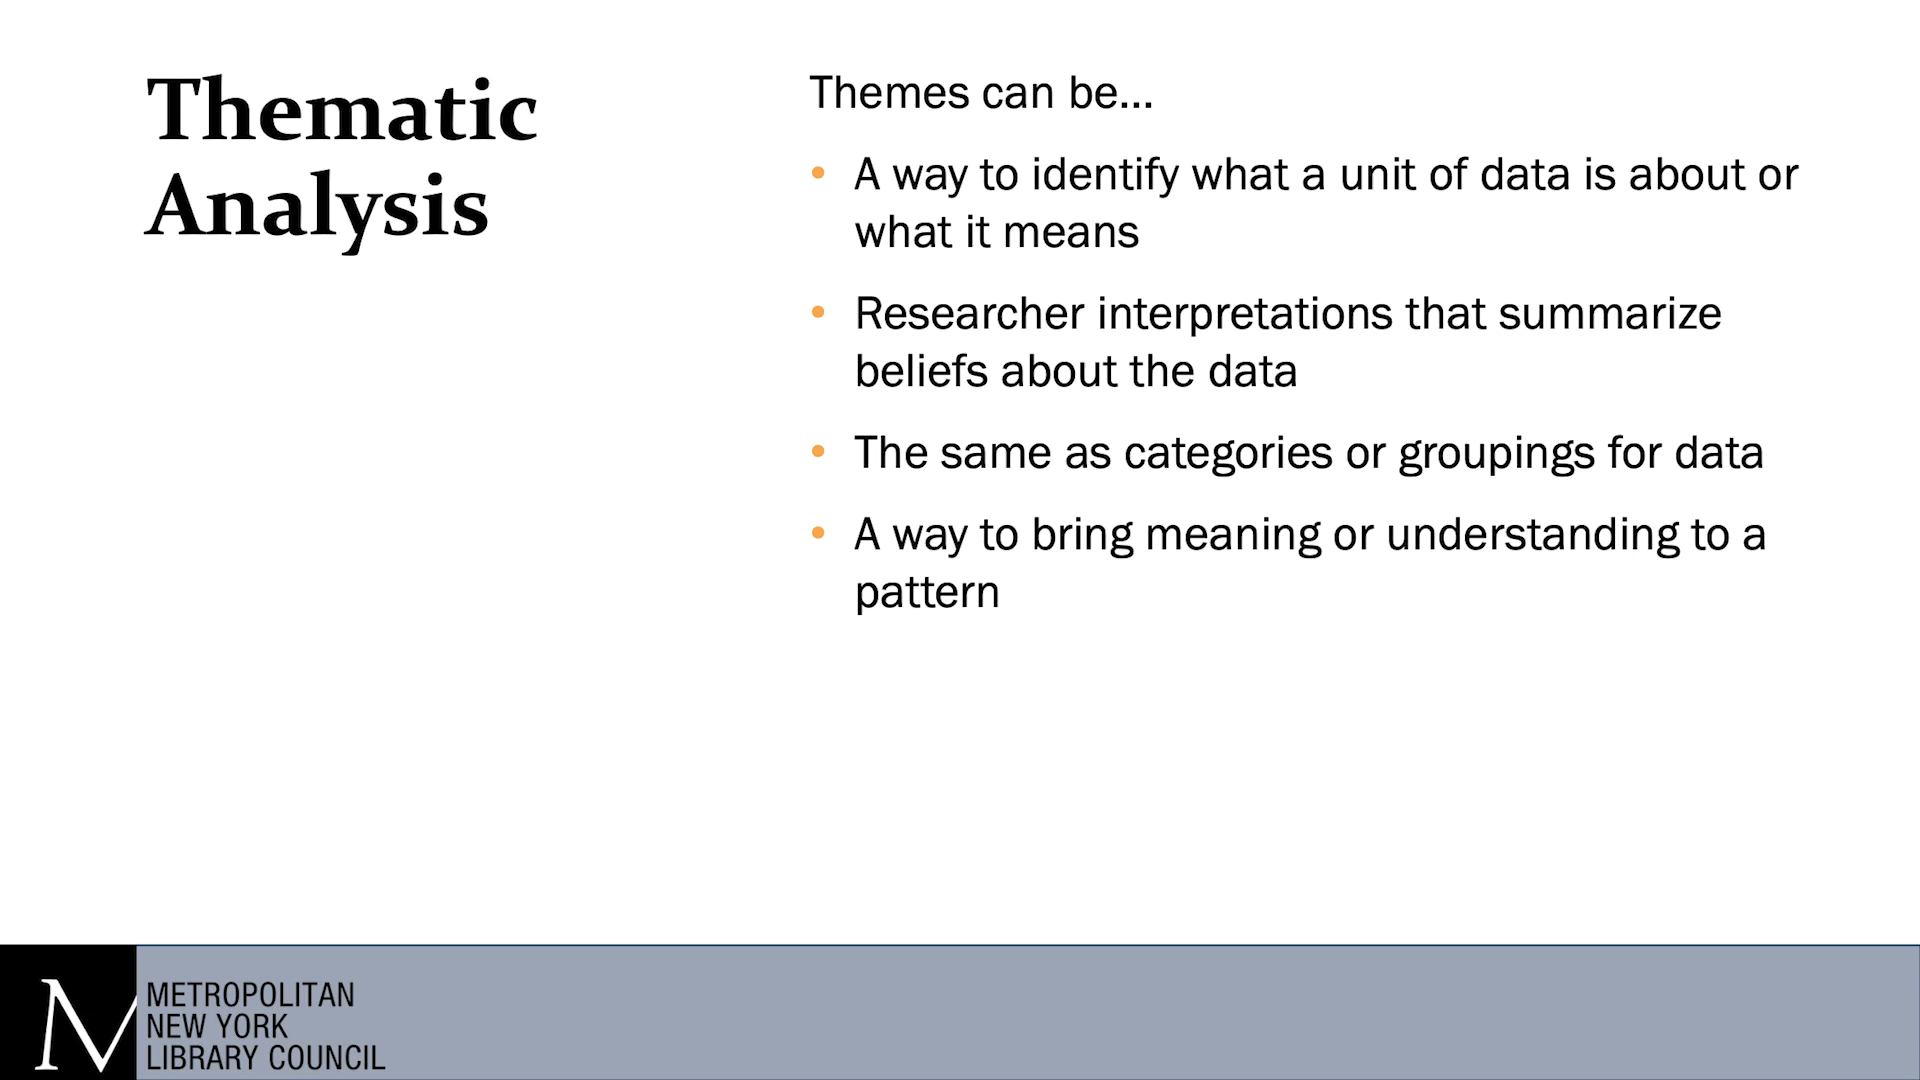 Thematic
Analysis
Themes can be...
• A way to identify what a unit of data is about or
what it means
• Researcher interpretations that summarize
beliefs about the data
• The same as categories or groupings for data
• A way to bring meaning or understanding to a
pattern
M
METROPOLITAN
NEW YORK
LIBRARY COUNCIL